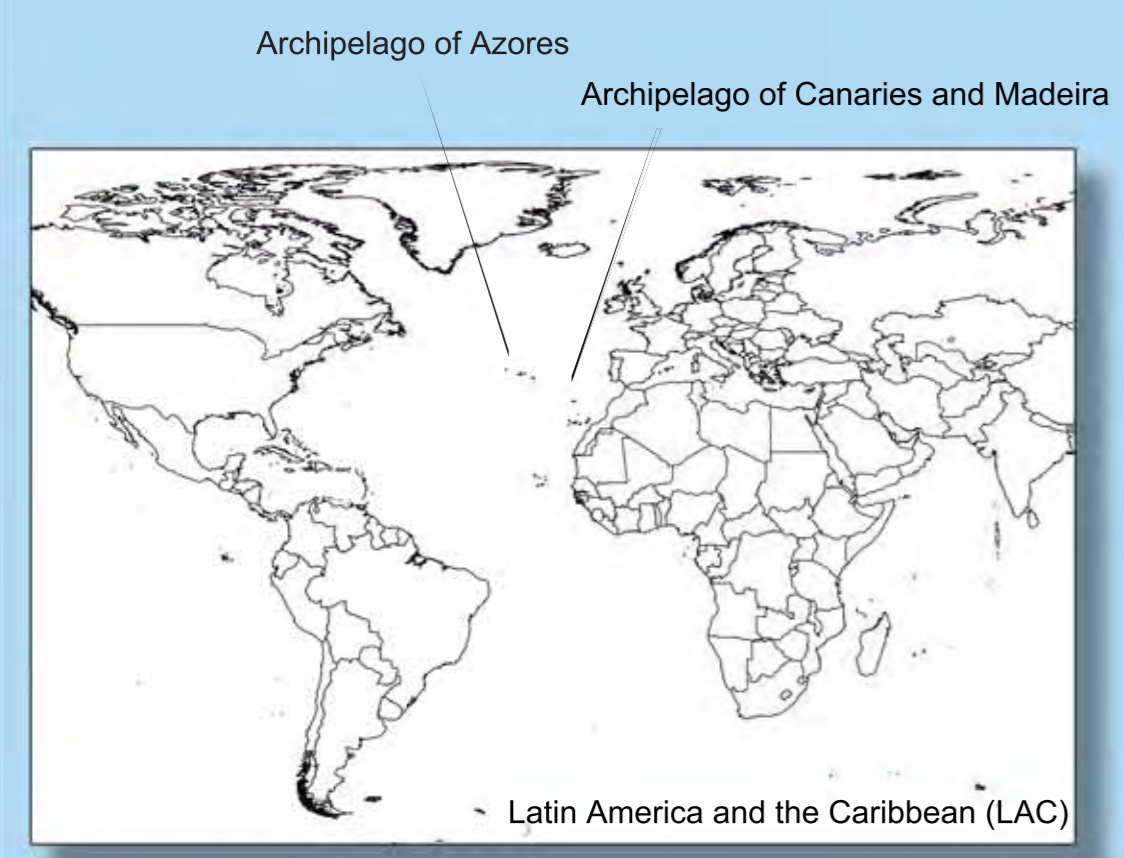 Archipelago of Azores
Archipelago of Canaries and Madeira
Latin America and the Caribbean (LAC)